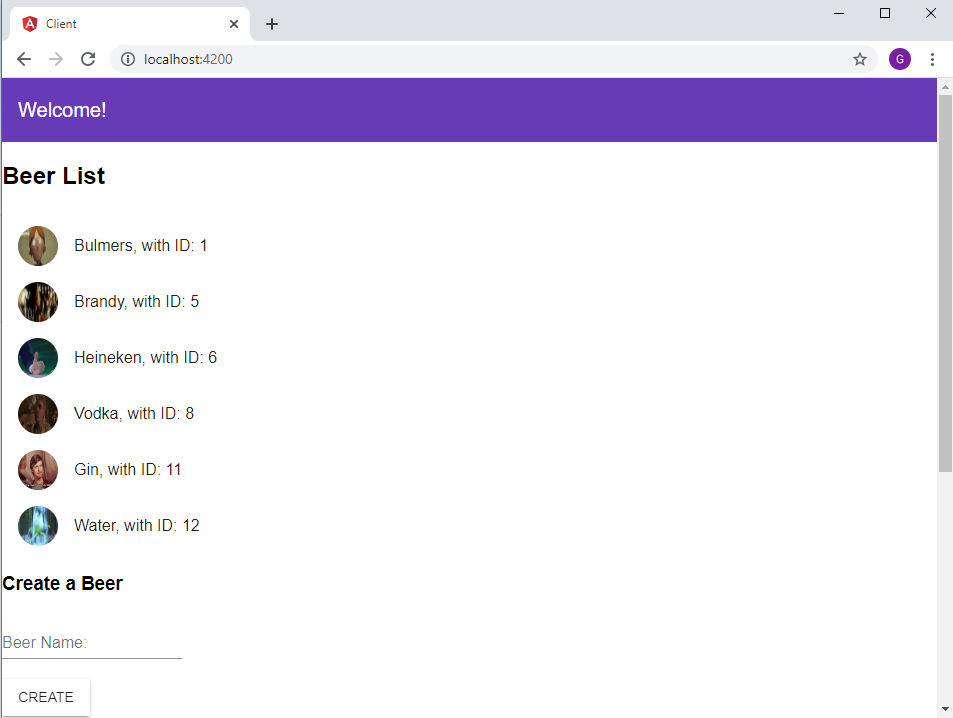 Client
localhost:4200
G
Welcome!
Beer List
Bulmers, with ID: 1
Brandy, with ID: 5
Heineken, with ID: 6
Vodka, with ID: 8
Gin, with ID: 11
Water, with ID: 12
Create a Beer
Beer Name:
CREATE